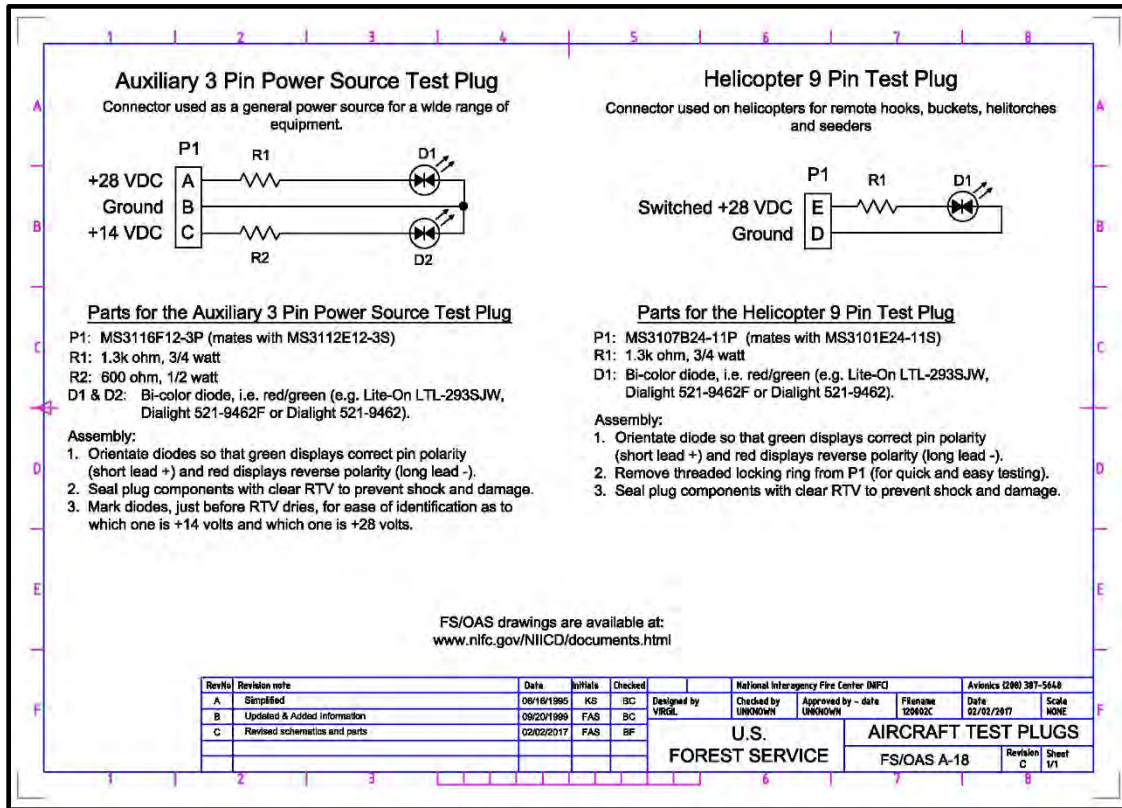 1 2 3 4 5 6 7 8
Auxiliary 3 Pin Power Source Test Plug
Connector used as a general power source for a wide range of
equipment.
P1
R1
D1
+28 VDC A
Ground B
+14 VDC C
R2
D2
Parts for the Auxiliary 3 Pin Power Source Test Plug
P1: MS3116F12-3P (mates with MS3112E12-3S)
R1: 1.3k ohm, 3/4 watt
R2: 600 ohm, 1/2 watt
D1 & D2: Bi-color diode, i.e. red/green (e.g. Lite-On LTL-293SJW,
Dialight 521-9462F or Dialight 521-9462).
Assembly:
1. Orientate diodes so that green displays correct pin polarity
(short lead +) and red displays reverse polarity (long lead -).
2. Seal plug components with clear RTV to prevent shock and damage.
3. Mark diodes, just before RTV dries, for ease of identification as to
which one is +14 volts and which one is +28 volts.
Helicopter 9 Pin Test Plug
Connector used on helicopters for remote hooks, buckets, helitorches
and seeders
P1
R1
D1
Switched +28 VDC E
Ground D
Parts for the Helicopter 9 Pin Test Plug
P1: MS3107B24-11P (mates with MS3101E24-11S)
R1: 1.3k ohm, 3/4 watt
D1: Bi-color diode, i.e. red/green (e.g. Lite-On LTL-293SJW,
Dialight 521-9462F or Dialight 521-9462).
Assembly:
1. Orientate diode so that green displays correct pin polarity
(short lead +) and red displays reverse polarity (long lead -).
2. Remove threaded locking ring from P1 (for quick and easy testing).
3. Seal plug components with clear RTV to prevent shock and damage.
A A
B B
C C
D D
E E
F F
FS/OAS drawings are available at:
www.nifc.gov/NIICD/documents.html
RevNo Revision note Date Initials Checked
A Simplified 06/16/1995 KS BC
B Updated & Added Information 09/20/1999 FAS BC
C Revised schematics and parts 02/02/2017 FAS BF
National Interagency Fire Center (NIFC) Avionics (208) 387-5640
Designed by Checked by Approved by - date Filename Date Scale
VIRGIL UNKNOWN UNKNOWN 120602C 02/02/2017 NONE
U.S.
FOREST SERVICE
AIRCRAFT TEST PLUGS
FS/OAS A-18
Revision Sheet
C 1/1
1 2 3 6 7 8